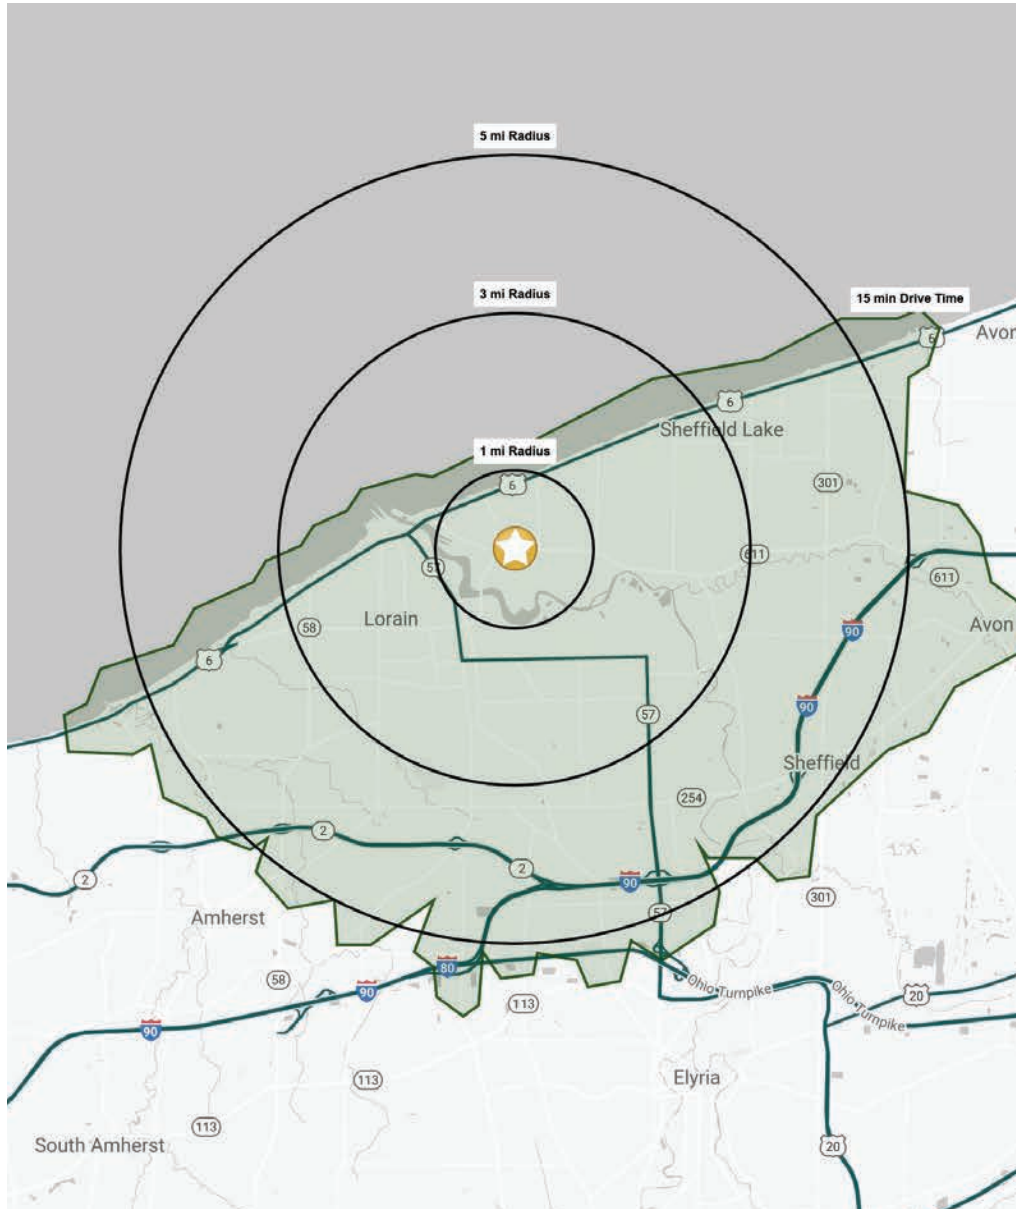 5 mi Radius
3 mi Radius
15 min Drive Time
6
Avon
6
Sheffield Lake
1 mi Radius
6
301
57
611
611
58
Lorain
90
Avon
6
90
57
Sheffield
254
2
2
90
2
301
57
Amherst
80
58
90
Ohio Turnpike
Ohio Turnpike
20
113
90
Elyria
113
113
South Amherst
20